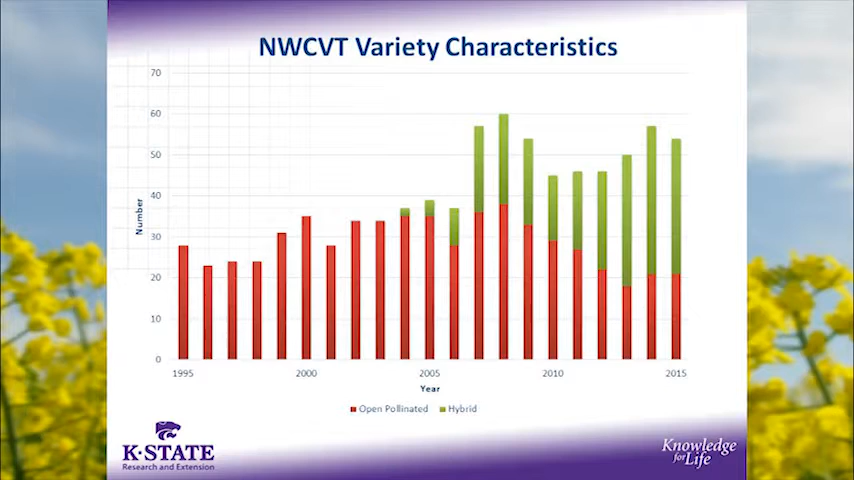 NWCVT Variety Characteristics
70
60
50
40
30
20
10
0
Number
1995
2000
2005
2010
2015
Year
Open Pollinated
Hybrid
K-STATE
Research and Extension
Knowledge
for Life